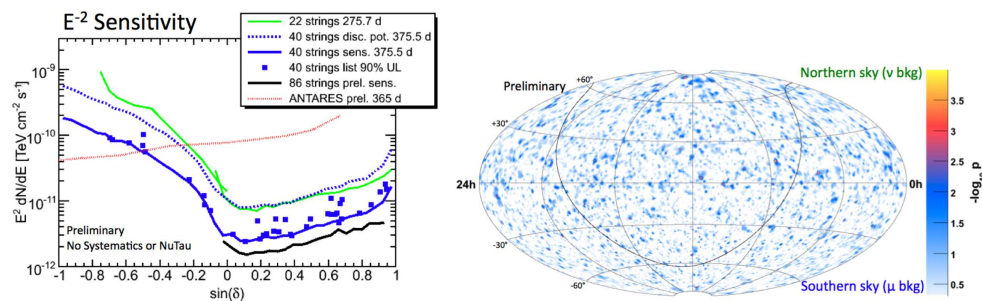 E⁻² Sensitivity
22 strings 275.7 d
40 strings disc. pot. 375.5 d
40 strings sens. 375.5 d
40 strings list 90% UL
86 strings prel. sens.
ANTARES prel. 365 d
E² dN/dE [TeV cm⁻² s⁻¹]
10⁻⁹
10⁻¹⁰
10⁻¹¹
10⁻¹²
Preliminary
No Systematics or NuTau
-1 -0.8 -0.6 -0.4 -0.2 0 0.2 0.4 0.6 0.8 1
sin(δ)
Preliminary
Northern sky (ν bkg)
+60°
+30°
24h
0h
-30°
-60°
Southern sky (μ bkg)
-3.5
-3
-2.5
-2
-1.5
-1
0.5
-log₁₀ p